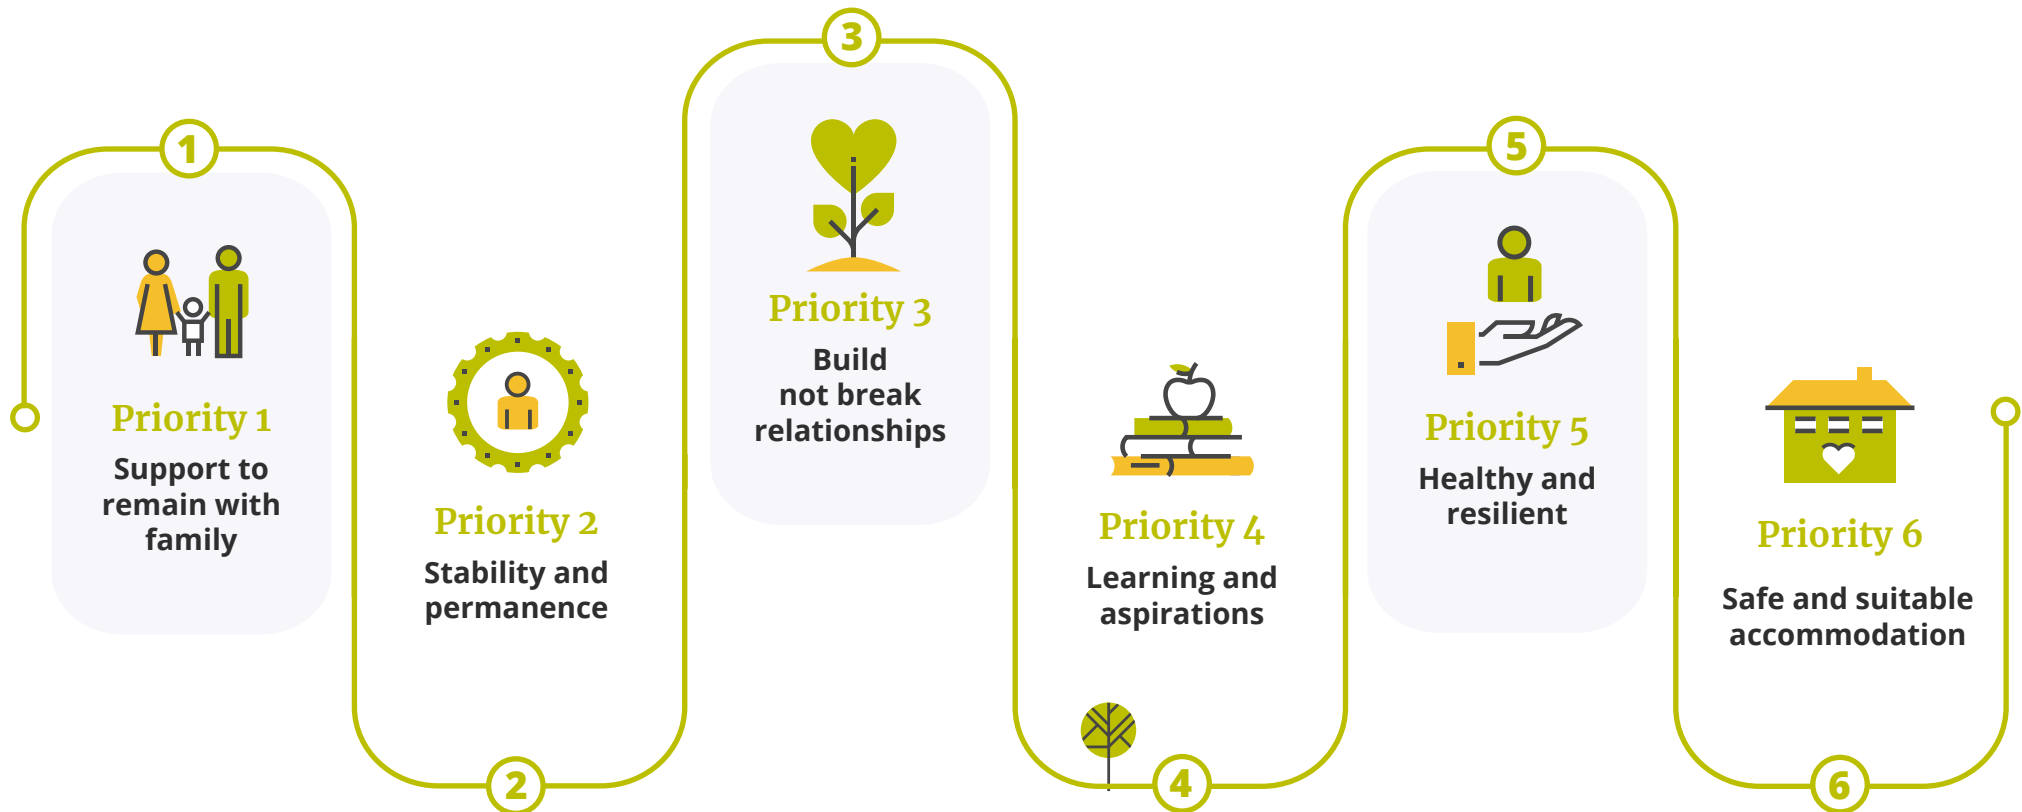 1
Priority 1
Support to
remain with
family
2
Priority 2
Stability and
permanence
3
Priority 3
Build
not break
relationships
4
Priority 4
Learning and
aspirations
5
Priority 5
Healthy and
resilient
6
Priority 6
Safe and suitable
accommodation